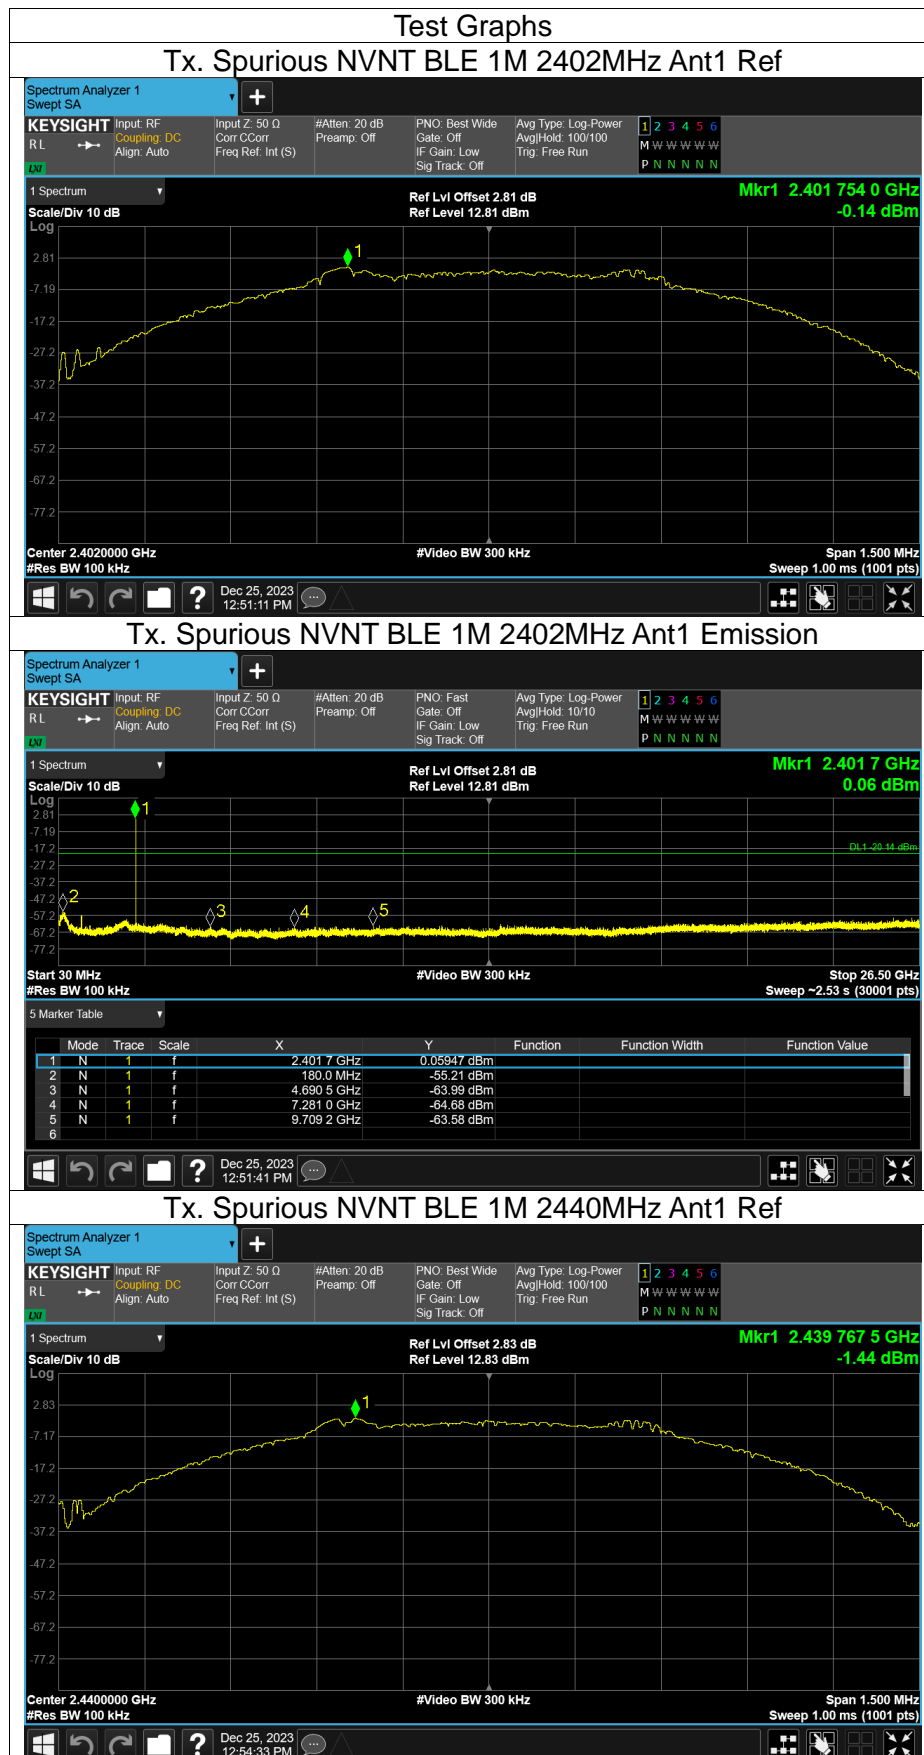 Test Graphs
Tx. Spurious NVNT BLE 1M 2402MHz Ant1 Ref
Spectrum Analyzer 1
Swept SA
+
KEYSIGHT Input: RF Input Z: 50 Ω #Atten: 20 dB PNO: Best Wide Avg Type: Log-Power 1 2 3 4 5 6
RL Coupling: DC Corr CCorr Preamp: Off Gate: Off Avg|Hold: 100/100 M W W W W W
Align: Auto Freq Ref: Int (S) IF Gain: Low Trig: Free Run P N N N N N
LXI Sig Track: Off
1 Spectrum Ref Lvl Offset 2.81 dB Mkr1 2.401 754 0 GHz
Scale/Div 10 dB Ref Level 12.81 dBm -0.14 dBm
Log
1
2.81
-7.19
-17.2
-27.2
-37.2
-47.2
-57.2
-67.2
-77.2
Center 2.4020000 GHz #Video BW 300 kHz Span 1.500 MHz
#Res BW 100 kHz Sweep 1.00 ms (1001 pts)
? Dec 25, 2023
12:51:11 PM
Tx. Spurious NVNT BLE 1M 2402MHz Ant1 Emission
Spectrum Analyzer 1
Swept SA
+
KEYSIGHT Input: RF Input Z: 50 Ω #Atten: 20 dB PNO: Fast Avg Type: Log-Power 1 2 3 4 5 6
RL Coupling: DC Corr CCorr Preamp: Off Gate: Off Avg|Hold: 10/10 M W W W W W
Align: Auto Freq Ref: Int (S) IF Gain: Low Trig: Free Run P N N N N N
LXI Sig Track: Off
1 Spectrum Ref Lvl Offset 2.81 dB Mkr1 2.401 7 GHz
Scale/Div 10 dB Ref Level 12.81 dBm 0.06 dBm
Log
2.81 1
-7.19
-17.2 DL1 -20.14 dBm
-27.2
-37.2
-47.2 2
-57.2 3 4 5
-67.2
-77.2
Start 30 MHz #Video BW 300 kHz Stop 26.50 GHz
#Res BW 100 kHz Sweep ~2.53 s (30001 pts)
5 Marker Table
Mode Trace Scale X Y Function Function Width Function Value
1 N 1 f 2.401 7 GHz 0.05947 dBm
2 N 1 f 180.0 MHz -55.21 dBm
3 N 1 f 4.690 5 GHz -63.99 dBm
4 N 1 f 7.281 0 GHz -64.68 dBm
5 N 1 f 9.709 2 GHz -63.58 dBm
6
? Dec 25, 2023
12:51:41 PM
Tx. Spurious NVNT BLE 1M 2440MHz Ant1 Ref
Spectrum Analyzer 1
Swept SA
+
KEYSIGHT Input: RF Input Z: 50 Ω #Atten: 20 dB PNO: Best Wide Avg Type: Log-Power 1 2 3 4 5 6
RL Coupling: DC Corr CCorr Preamp: Off Gate: Off Avg|Hold: 100/100 M W W W W W
Align: Auto Freq Ref: Int (S) IF Gain: Low Trig: Free Run P N N N N N
LXI Sig Track: Off
1 Spectrum Ref Lvl Offset 2.83 dB Mkr1 2.439 767 5 GHz
Scale/Div 10 dB Ref Level 12.83 dBm -1.44 dBm
Log
2.83 1
-7.17
-17.2
-27.2
-37.2
-47.2
-57.2
-67.2
-77.2
Center 2.4400000 GHz #Video BW 300 kHz Span 1.500 MHz
#Res BW 100 kHz Sweep 1.00 ms (1001 pts)
? Dec 25, 2023
12:54:33 PM